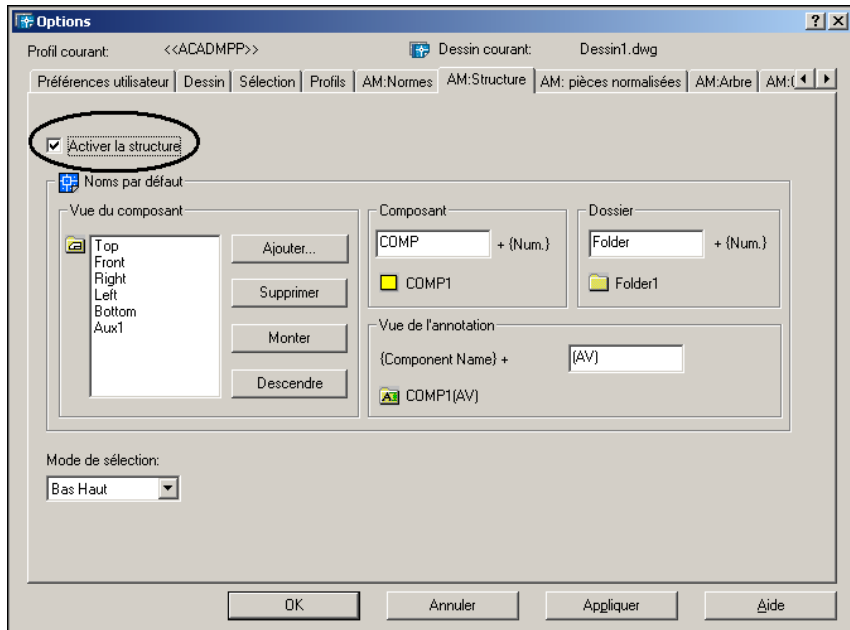 Options
Profil courant: <<ACADMPP>> Dessin courant: Dessin1.dwg
Préférences utilisateur Dessin Sélection Profils AM:Normes AM:Structure AM: pièces normalisées AM:Arbre
Activer la structure
Noms par défaut
Vue du composant
Top
Front
Right
Left
Bottom
Aux1
Ajouter...
Supprimer
Monter
Descendre
Composant
COMP + {Num.}
COMP1
Dossier
Folder + {Num.}
Folder1
Vue de l'annotation
{Component Name} + (AV)
COMP1(AV)
Mode de sélection:
Bas Haut
OK Annuler Appliquer Aide